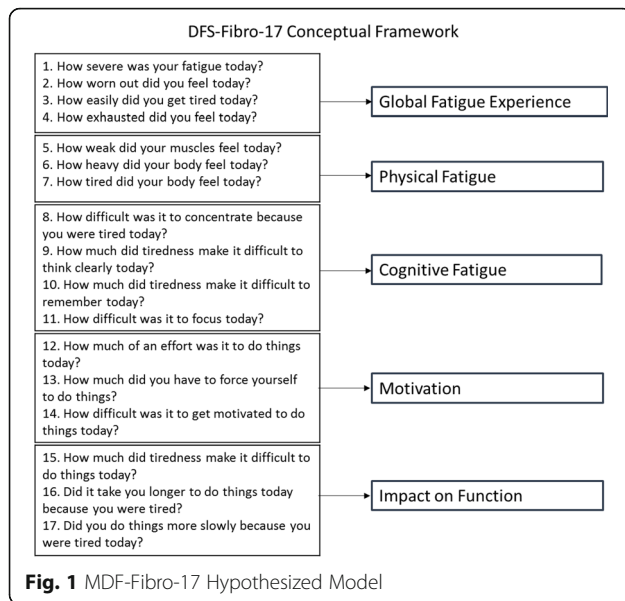 DFS-Fibro-17 Conceptual Framework
1. How severe was your fatigue today?
2. How worn out did you feel today?
3. How easily did you get tired today?
4. How exhausted did you feel today?
Global Fatigue Experience
5. How weak did your muscles feel today?
6. How heavy did your body feel today?
7. How tired did your body feel today?
Physical Fatigue
8. How difficult was it to concentrate because
you were tired today?
9. How much did tiredness make it difficult to
think clearly today?
10. How much did tiredness make it difficult to
remember today?
11. How difficult was it to focus today?
Cognitive Fatigue
12. How much of an effort was it to do things
today?
13. How much did you have to force yourself
to do things?
14. How difficult was it to get motivated to do
things today?
Motivation
15. How much did tiredness make it difficult to
do things today?
16. Did it take you longer to do things today
because you were tired?
17. Did you do things more slowly because you
were tired today?
Impact on Function
Fig. 1 MDF-Fibro-17 Hypothesized Model